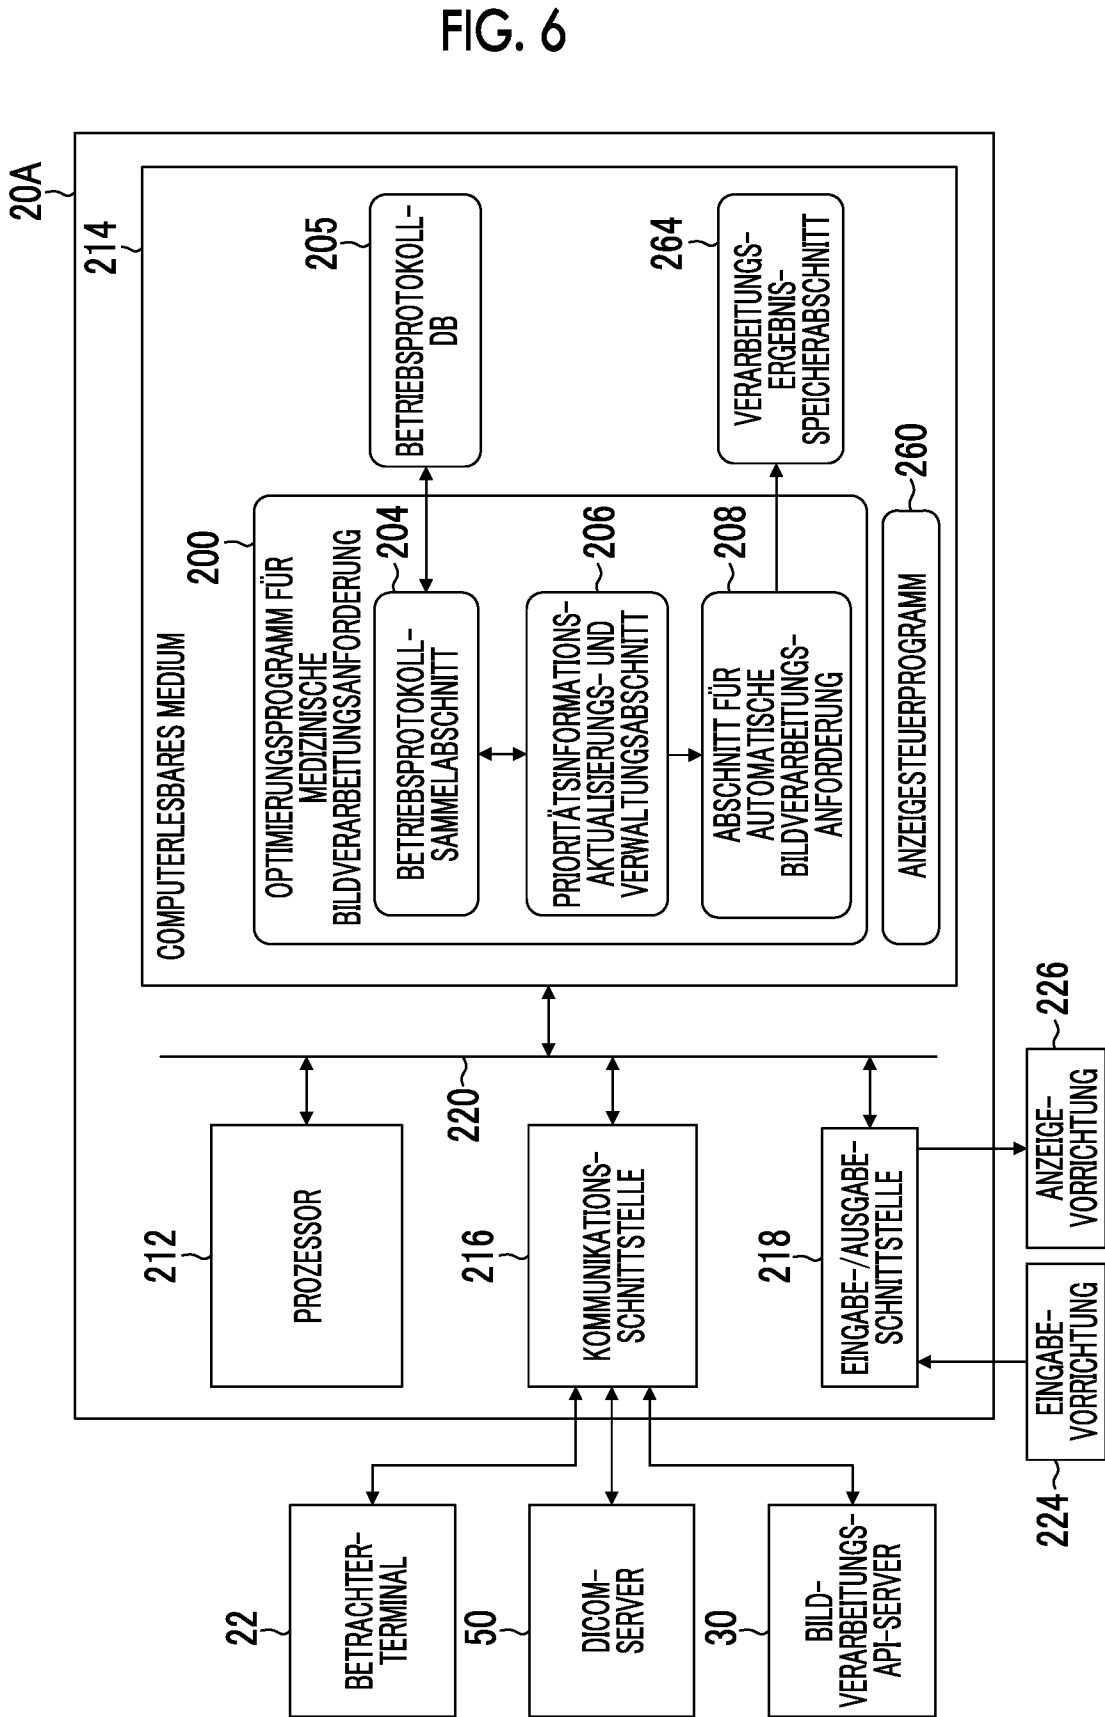 FIG. 6
20A
214
COMPUTERLESBARES MEDIUM
200
OPTIMIERUNGSPROGRAMM FÜR
MEDIZINISCHE
BILDVERARBEITUNGSANFORDERUNG
204
BETRIEBSPROTOKOLL-
SAMMELABSCHNITT
205
BETRIEBSPROTOKOLL-
DB
206
PRIORITÄTSINFORMATIONS-
AKTUALISIERUNGS- UND
VERWALTUNGSABSCHNITT
208
ABSCHNITT FÜR
AUTOMATISCHE
BILDVERARBEITUNGS-
ANFORDERUNG
264
VERARBEITUNGS-
ERGEBNIS-
SPEICHERABSCHNITT
260
ANZEIGESTEUERPROGRAMM
220
212
PROZESSOR
216
KOMMUNIKATIONS-
SCHNITTSTELLE
218
EINGABE-/AUSGABE-
SCHNITTSTELLE
226
ANZEIGE-
VORRICHTUNG
224
EINGABE-
VORRICHTUNG
22
BETRACHTER-
TERMINAL
50
DICOM-
SERVER
30
BILD-
VERARBEITUNGS-
API-SERVER